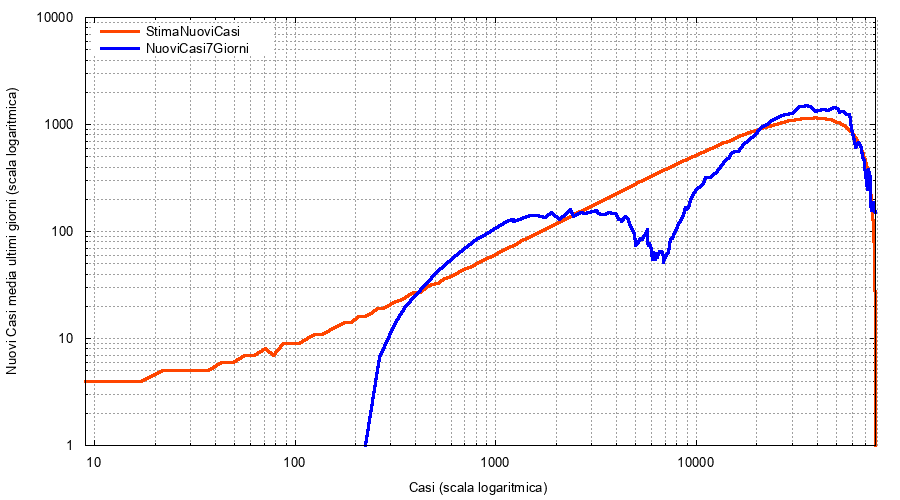 10000
1000
100
10
1
StimaNuoviCasi
NuoviCasi7Giorni
Nuovi Casi media ultimi giorni (scala logaritmica)
10 100 1000 10000
Casi (scala logaritmica)